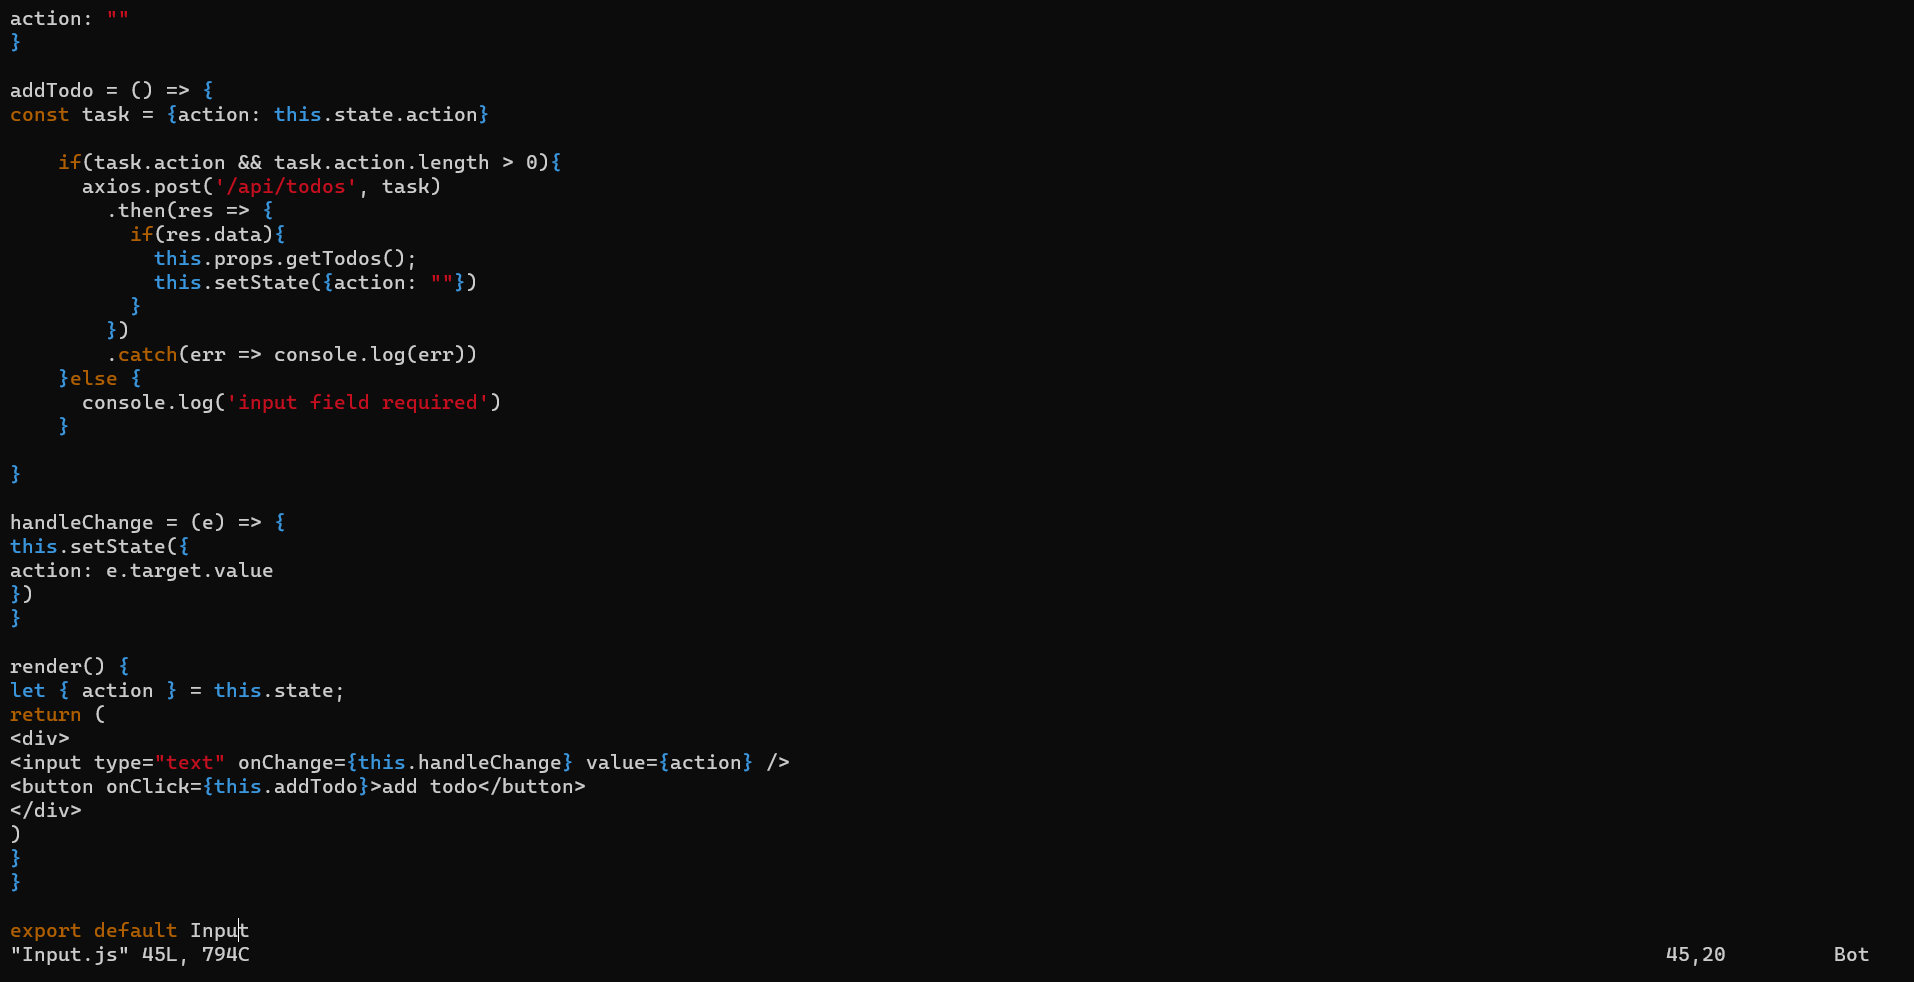 action: ""
}

addTodo = () => {
const task = {action: this.state.action}

    if(task.action && task.action.length > 0){
      axios.post('/api/todos', task)
        .then(res => {
          if(res.data){
            this.props.getTodos();
            this.setState({action: ""})
          }
        })
        .catch(err => console.log(err))
    }else {
      console.log('input field required')
    }

}

handleChange = (e) => {
this.setState({
action: e.target.value
})
}

render() {
let { action } = this.state;
return (
<div>
<input type="text" onChange={this.handleChange} value={action} />
<button onClick={this.addTodo}>add todo</button>
</div>
)
}
}

export default Input
"Input.js" 45L, 794C 45,20 Bot